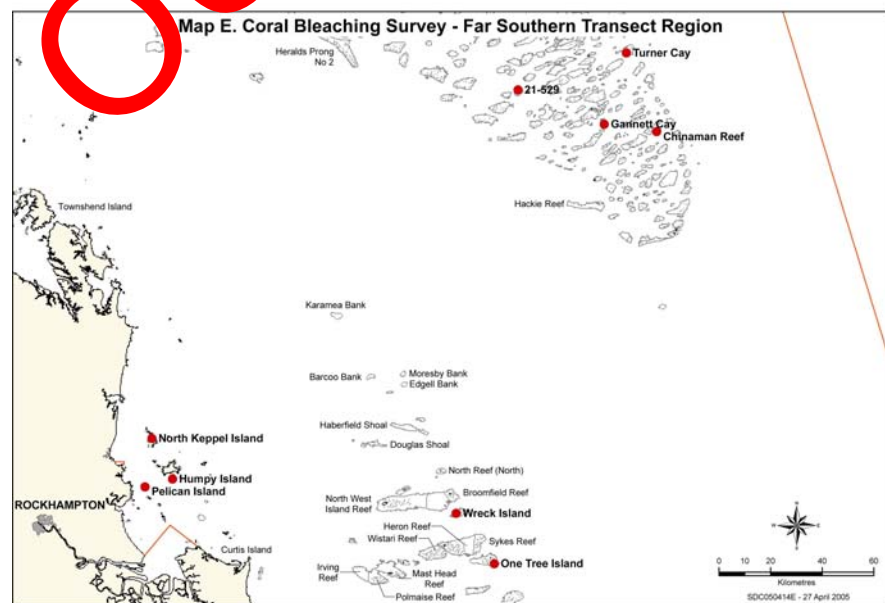 Map E. Coral Bleaching Survey - Far Southern Transect Region
Heralds Prong
No 2
Turner Cay
21-529
Gannett Cay
Chinaman Reef
Townshend Island
Hackie Reef
Karamea Bank
Barcoo Bank
Moresby Bank
Edgell Bank
Haberfield Shoal
North Keppel Island
Douglas Shoal
North Reef (North)
Humpy Island
Pelican Island
North West
Island Reef
Broomfield Reef
ROCKHAMPTON
Wreck Island
Heron Reef
Wistari Reef
Sykes Reef
Curtis Island
One Tree Island
Irving
Reef
Mast Head
Reef
Polmaise Reef
N
W
E
S
0 10 20 40 60
Kilometres
SDC050414E - 27 April 2005